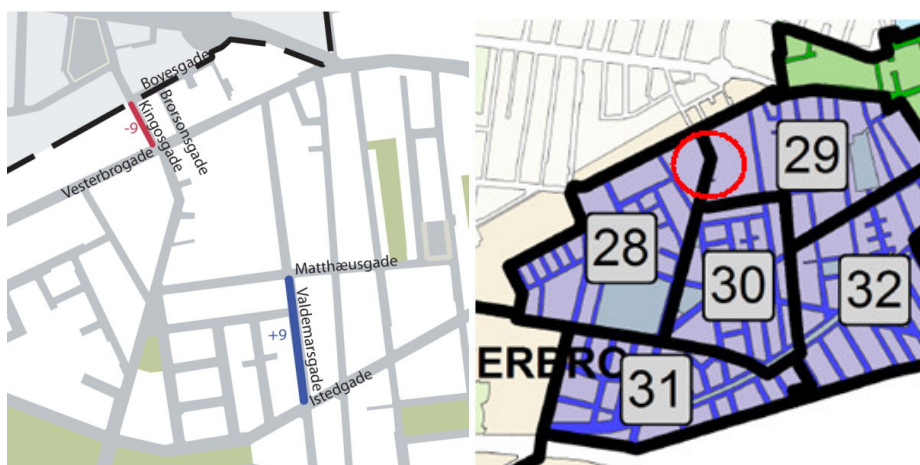 Boyesgade
Kingosgade
-9
Brorsonsgade
Vesterbrogade
Matthæusgade
Valdemarsgade
+9
Istedgade
29
28
30
32
ERBRO
31